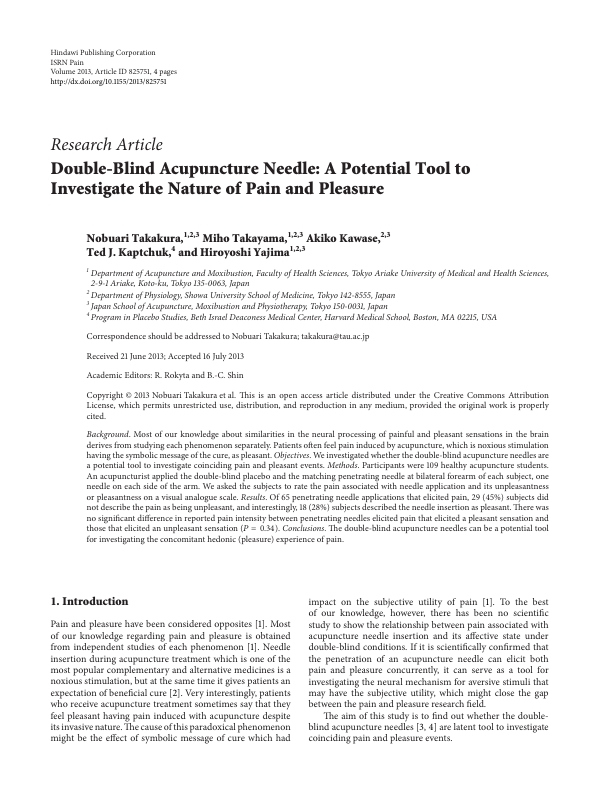 Hindawi Publishing Corporation
ISRN Pain
Volume 2013, Article ID 825751, 4 pages
http://dx.doi.org/10.1155/2013/825751
Research Article
Double-Blind Acupuncture Needle: A Potential Tool to
Investigate the Nature of Pain and Pleasure
Nobuari Takakura,1,2,3 Miho Takayama,1,2,3 Akiko Kawase,2,3
Ted J. Kaptchuk,4 and Hiroyoshi Yajima1,2,3
1 Department of Acupuncture and Moxibustion, Faculty of Health Sciences, Tokyo Ariake University of Medical and Health Sciences,
2-9-1 Ariake, Koto-ku, Tokyo 135-0063, Japan
2 Department of Physiology, Showa University School of Medicine, Tokyo 142-8555, Japan
3 Japan School of Acupuncture, Moxibustion and Physiotherapy, Tokyo 150-0031, Japan
4 Program in Placebo Studies, Beth Israel Deaconess Medical Center, Harvard Medical School, Boston, MA 02215, USA
Correspondence should be addressed to Nobuari Takakura; takakura@tau.ac.jp
Received 21 June 2013; Accepted 16 July 2013
Academic Editors: R. Rokyta and B.-C. Shin
Copyright © 2013 Nobuari Takakura et al. This is an open access article distributed under the Creative Commons Attribution
License, which permits unrestricted use, distribution, and reproduction in any medium, provided the original work is properly
cited.
Background. Most of our knowledge about similarities in the neural processing of painful and pleasant sensations in the brain
derives from studying each phenomenon separately. Patients often feel pain induced by acupuncture, which is noxious stimulation
having the symbolic message of the cure, as pleasant. Objectives. We investigated whether the double-blind acupuncture needles are
a potential tool to investigate coinciding pain and pleasant events. Methods. Participants were 109 healthy acupuncture students.
An acupuncturist applied the double-blind placebo and the matching penetrating needle at bilateral forearm of each subject, one
needle on each side of the arm. We asked the subjects to rate the pain associated with needle application and its unpleasantness
or pleasantness on a visual analogue scale. Results. Of 65 penetrating needle applications that elicited pain, 29 (45%) subjects did
not describe the pain as being unpleasant, and interestingly, 18 (28%) subjects described the needle insertion as pleasant. There was
no significant difference in reported pain intensity between penetrating needles elicited pain that elicited a pleasant sensation and
those that elicited an unpleasant sensation (P = 0.34). Conclusions. The double-blind acupuncture needles can be a potential tool
for investigating the concomitant hedonic (pleasure) experience of pain.
1. Introduction
Pain and pleasure have been considered opposites [1]. Most
of our knowledge regarding pain and pleasure is obtained
from independent studies of each phenomenon [1]. Needle
insertion during acupuncture treatment which is one of the
most popular complementary and alternative medicines is a
noxious stimulation, but at the same time it gives patients an
expectation of beneficial cure [2]. Very interestingly, patients
who receive acupuncture treatment sometimes say that they
feel pleasant having pain induced with acupuncture despite
its invasive nature. The cause of this paradoxical phenomenon
might be the effect of symbolic message of cure which had
impact on the subjective utility of pain [1]. To the best
of our knowledge, however, there has been no scientific
study to show the relationship between pain associated with
acupuncture needle insertion and its affective state under
double-blind conditions. If it is scientifically confirmed that
the penetration of an acupuncture needle can elicit both
pain and pleasure concurrently, it can serve as a tool for
investigating the neural mechanism for aversive stimuli that
may have the subjective utility, which might close the gap
between the pain and pleasure research field.
The aim of this study is to find out whether the double-
blind acupuncture needles [3, 4] are latent tool to investigate
coinciding pain and pleasure events.